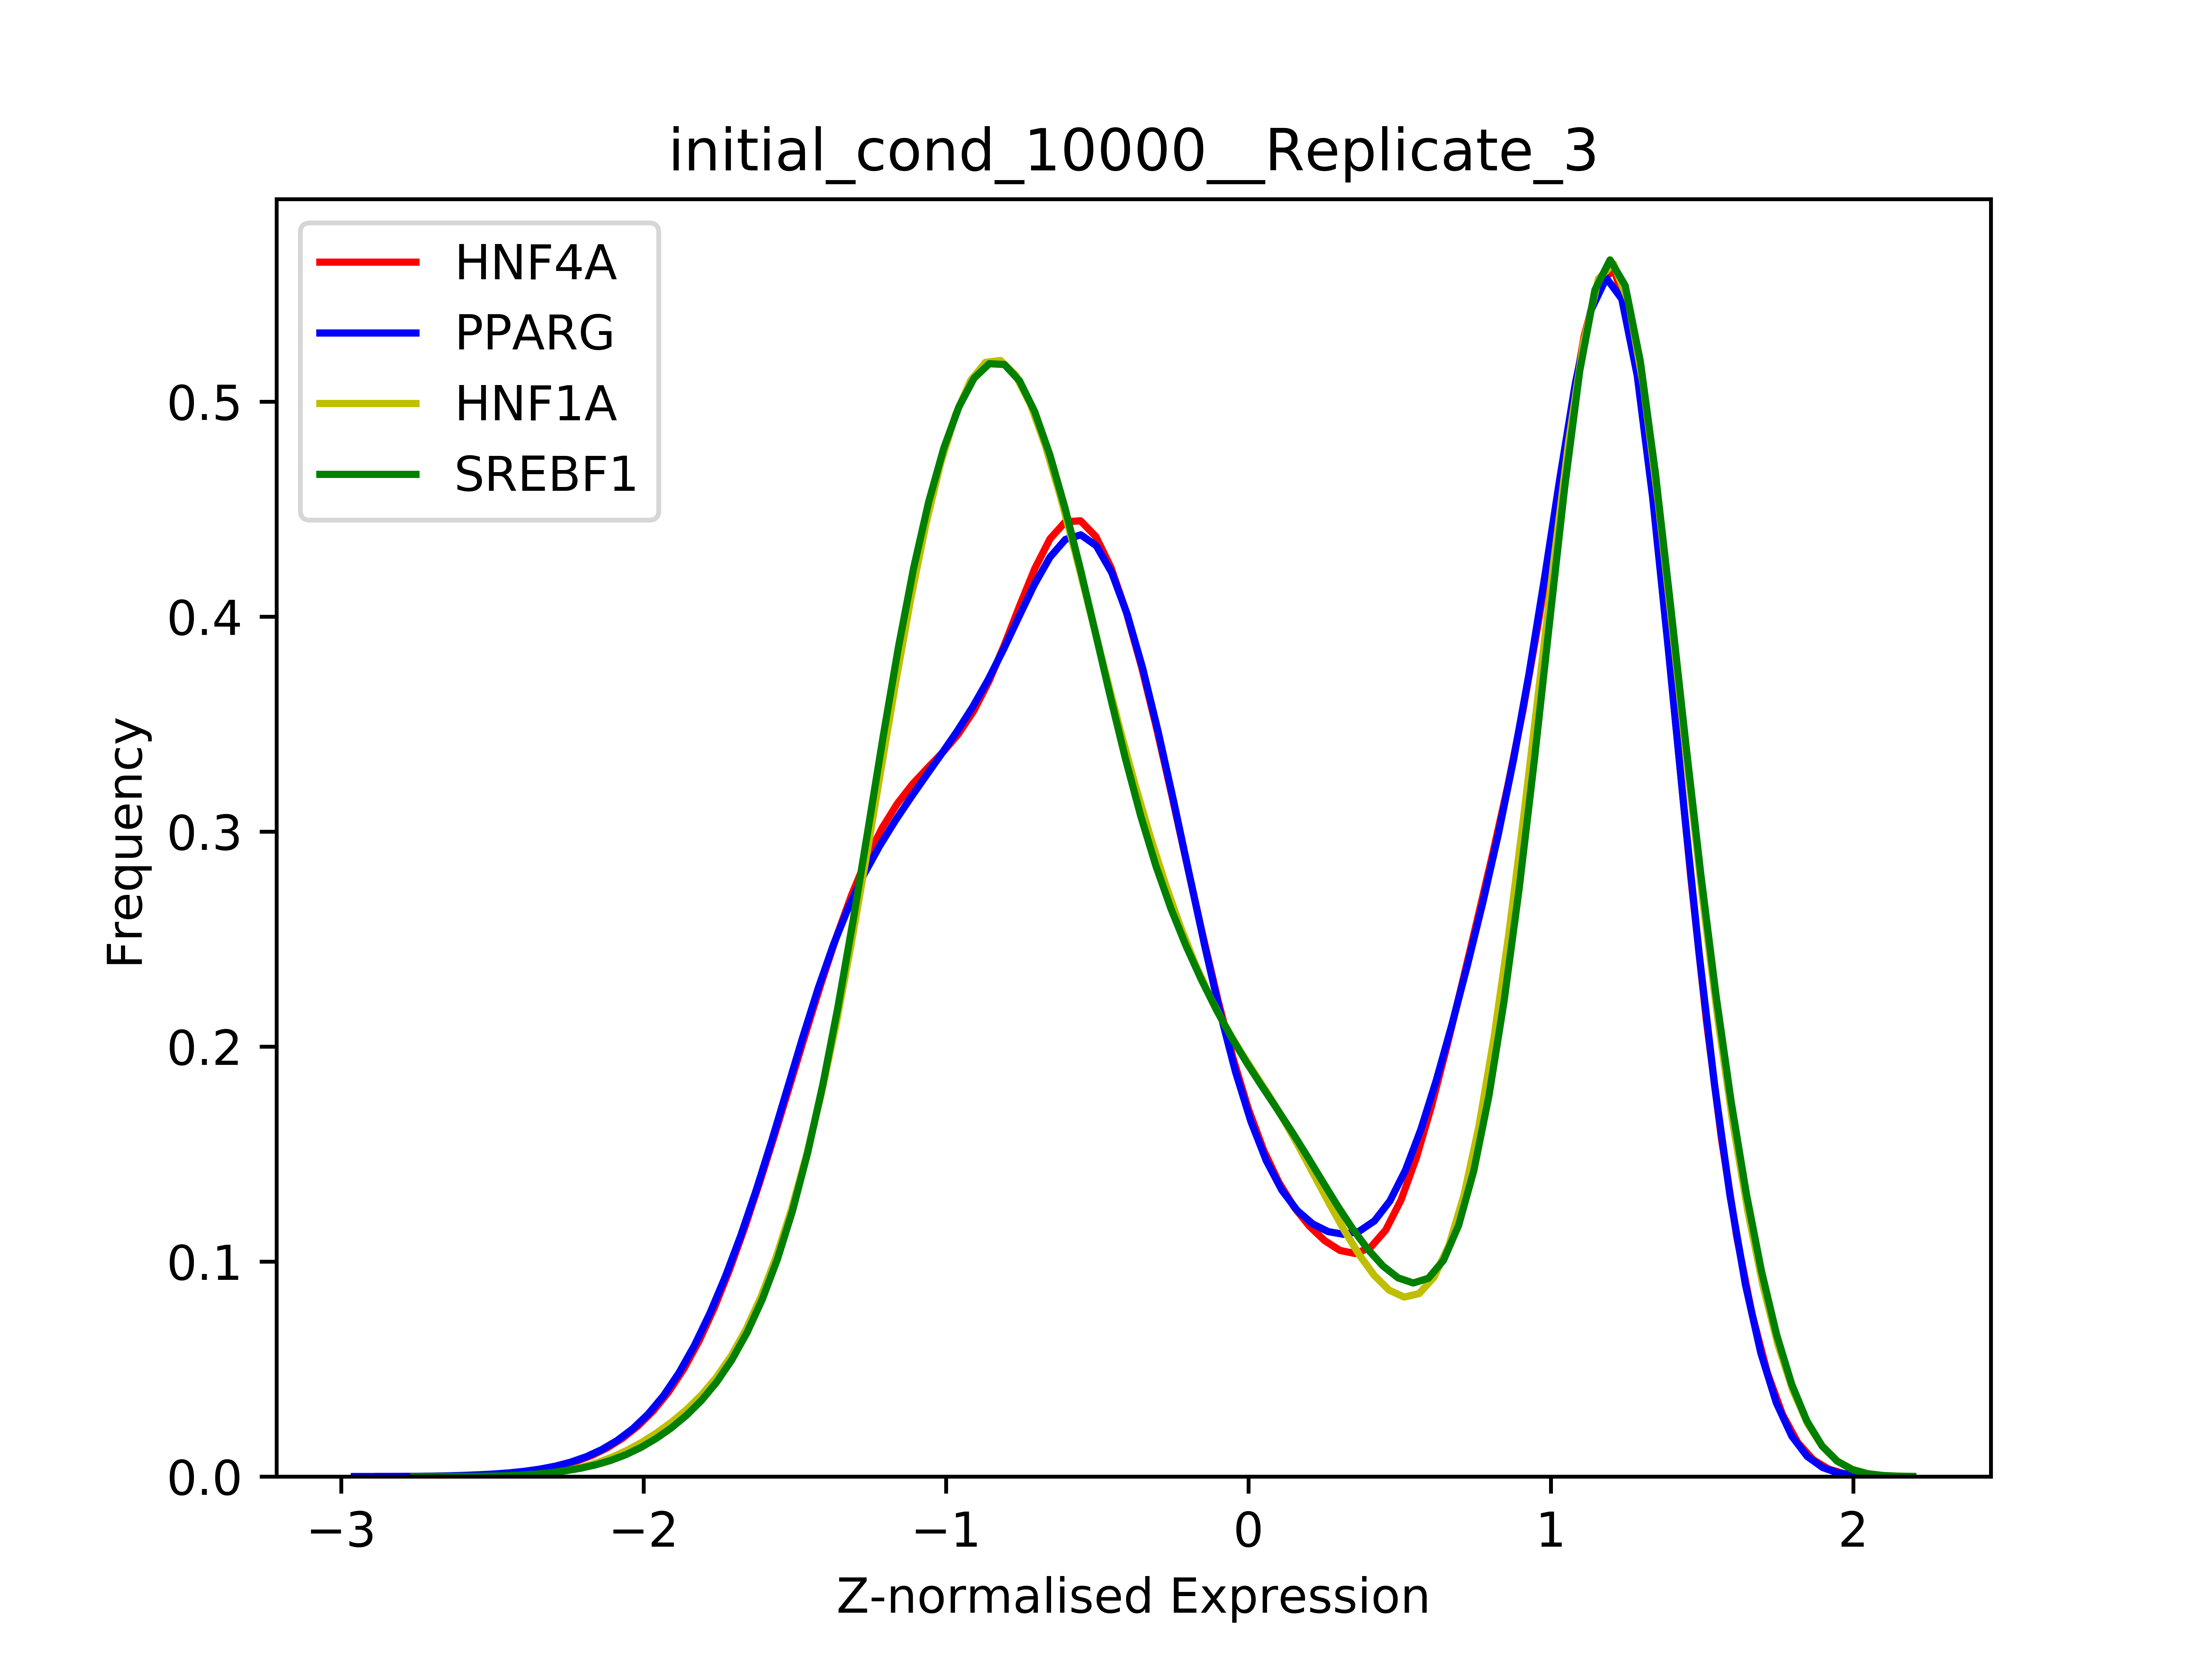 initial_cond_10000__Replicate_3
HNF4A
PPARG
HNF1A
SREBF1
Frequency
0.5
0.4
0.3
0.2
0.1
0.0
−3 −2 −1 0 1 2
Z-normalised Expression